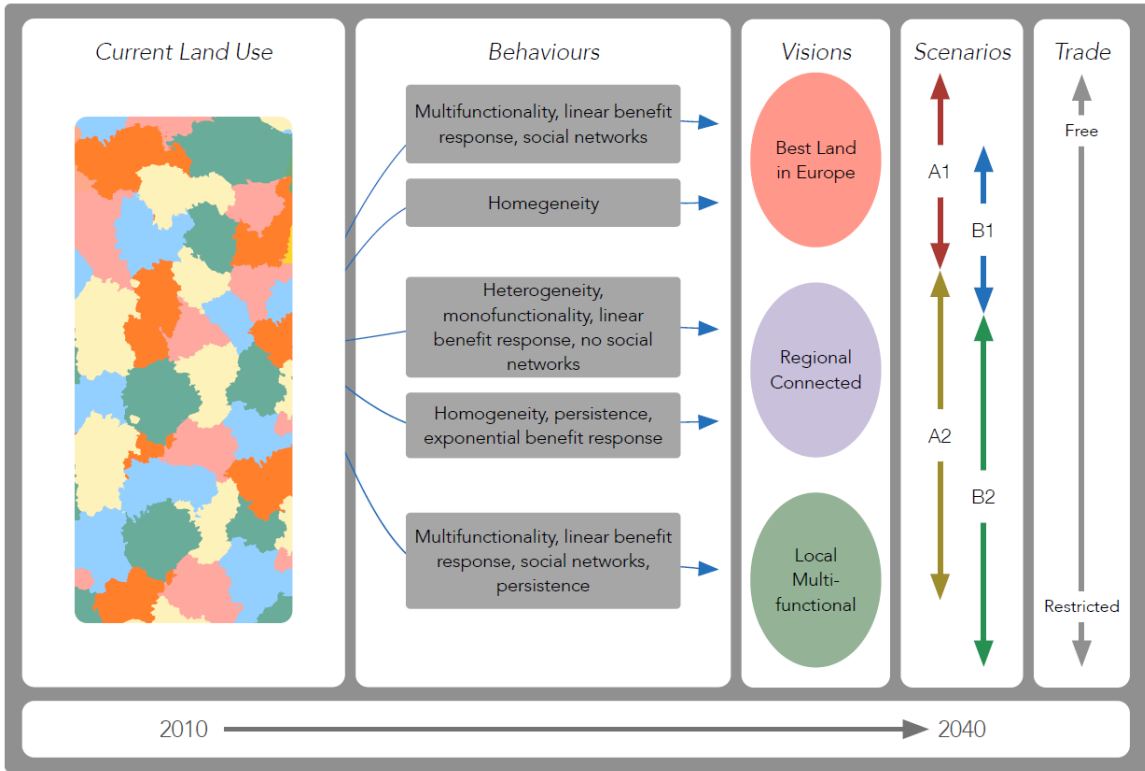 Current Land Use
Behaviours
Visions
Scenarios
Trade
Multifunctionality, linear benefit
response, social networks
Homegeneity
Heterogeneity,
monofunctionality, linear
benefit response, no social
networks
Homogeneity, persistence,
exponential benefit response
Multifunctionality, linear benefit
response, social networks,
persistence
Best Land
in Europe
Regional
Connected
Local
Multi-
functional
A1
B1
A2
B2
Free
Restricted
2010
2040